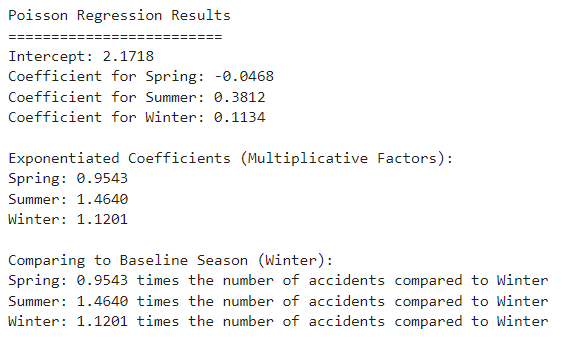 Poisson Regression Results
=========================
Intercept: 2.1718
Coefficient for Spring: -0.0468
Coefficient for Summer: 0.3812
Coefficient for Winter: 0.1134
Exponentiated Coefficients (Multiplicative Factors):
Spring: 0.9543
Summer: 1.4640
Winter: 1.1201
Comparing to Baseline Season (Winter):
Spring: 0.9543 times the number of accidents compared to Winter
Summer: 1.4640 times the number of accidents compared to Winter
Winter: 1.1201 times the number of accidents compared to Winter